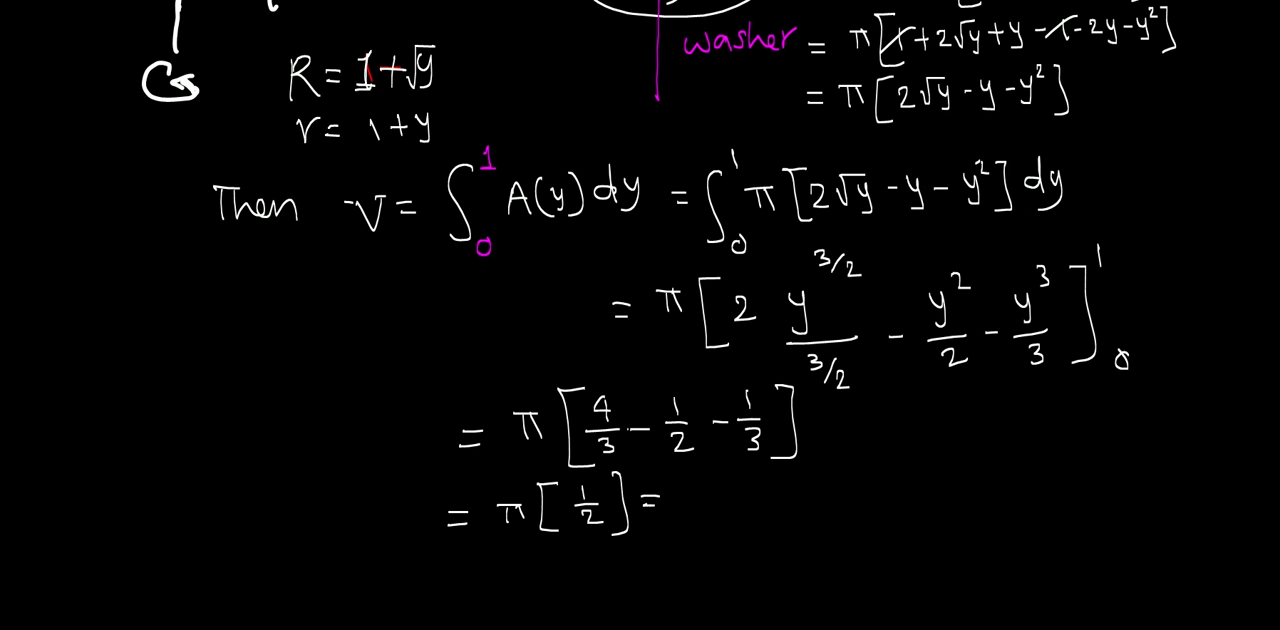 washer = π[1+2√y+y-1-2y-y²]
R = 1+√y
= π[2√y-y-y²]
r = 1+y
Then V = ∫₀¹ A(y)dy = ∫₀¹ π[2√y-y-y²]dy
= π[2 y^(3/2)/(3/2) - y²/2 - y³/3]₀¹
= π[4/3 - 1/2 - 1/3]
= π[1/2] =